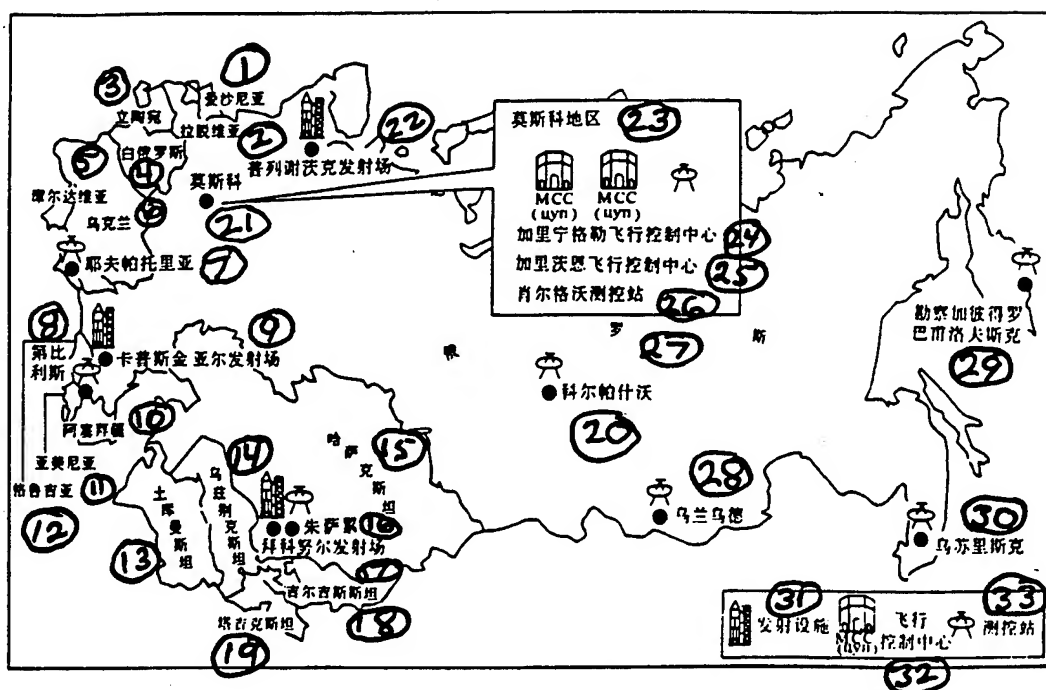 ①
爱沙尼亚
③
立陶宛
拉脱维亚
②
㉒
⑤
白俄罗斯
④
普列谢沃克发射场
莫斯科
摩尔达维亚
乌克兰
⑥
㉑
耶夫帕托里亚
⑦
莫斯科地区
㉓
MCC
(цуп)
MCC
(цуп)
加里宁格勒飞行控制中心
㉔
加里茨恩飞行控制中心
㉕
肖尔格沃测控站
㉖
⑧
⑨
第比
利斯
卡普斯金亚尔发射场
俄
罗
斯
㉗
勘察加彼得罗
巴甫洛夫斯克
㉙
科尔帕什沃
⑳
阿塞拜疆
⑩
亚美尼亚
格鲁吉亚
⑪
⑫
⑬
土库曼斯坦
⑭
乌兹别克斯坦
哈萨克斯坦
⑮
朱萨累
⑯
拜科努尔发射场
⑰
吉尔吉斯斯坦
⑱
塔吉克斯坦
⑲
㉘
乌兰乌德
㉚
乌苏里斯克
㉛
发射设施
MCC
(цуп)
飞行
控制中心
㉜
㉝
测控站